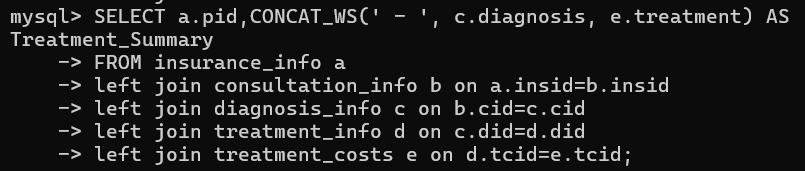 mysql> SELECT a.pid,CONCAT_WS(' - ', c.diagnosis, e.treatment) AS
Treatment_Summary
    -> FROM insurance_info a
    -> left join consultation_info b on a.insid=b.insid
    -> left join diagnosis_info c on b.cid=c.cid
    -> left join treatment_info d on c.did=d.did
    -> left join treatment_costs e on d.tcid=e.tcid;